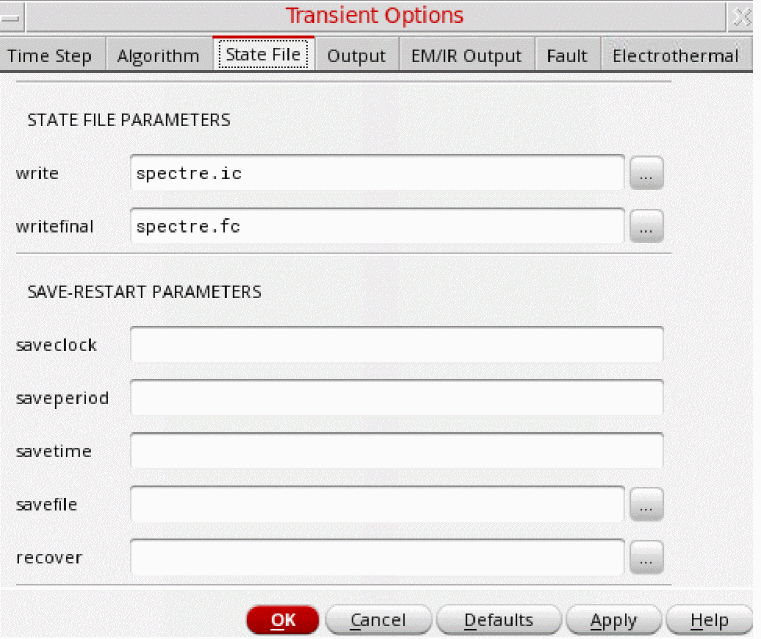 Transient Options
Time Step Algorithm State File Output EM/IR Output Fault Electrothermal
STATE FILE PARAMETERS
write spectre.ic ...
writefinal spectre.fc ...
SAVE-RESTART PARAMETERS
saveclock
saveperiod
savetime
savefile ...
recover ...
OK Cancel Defaults Apply Help